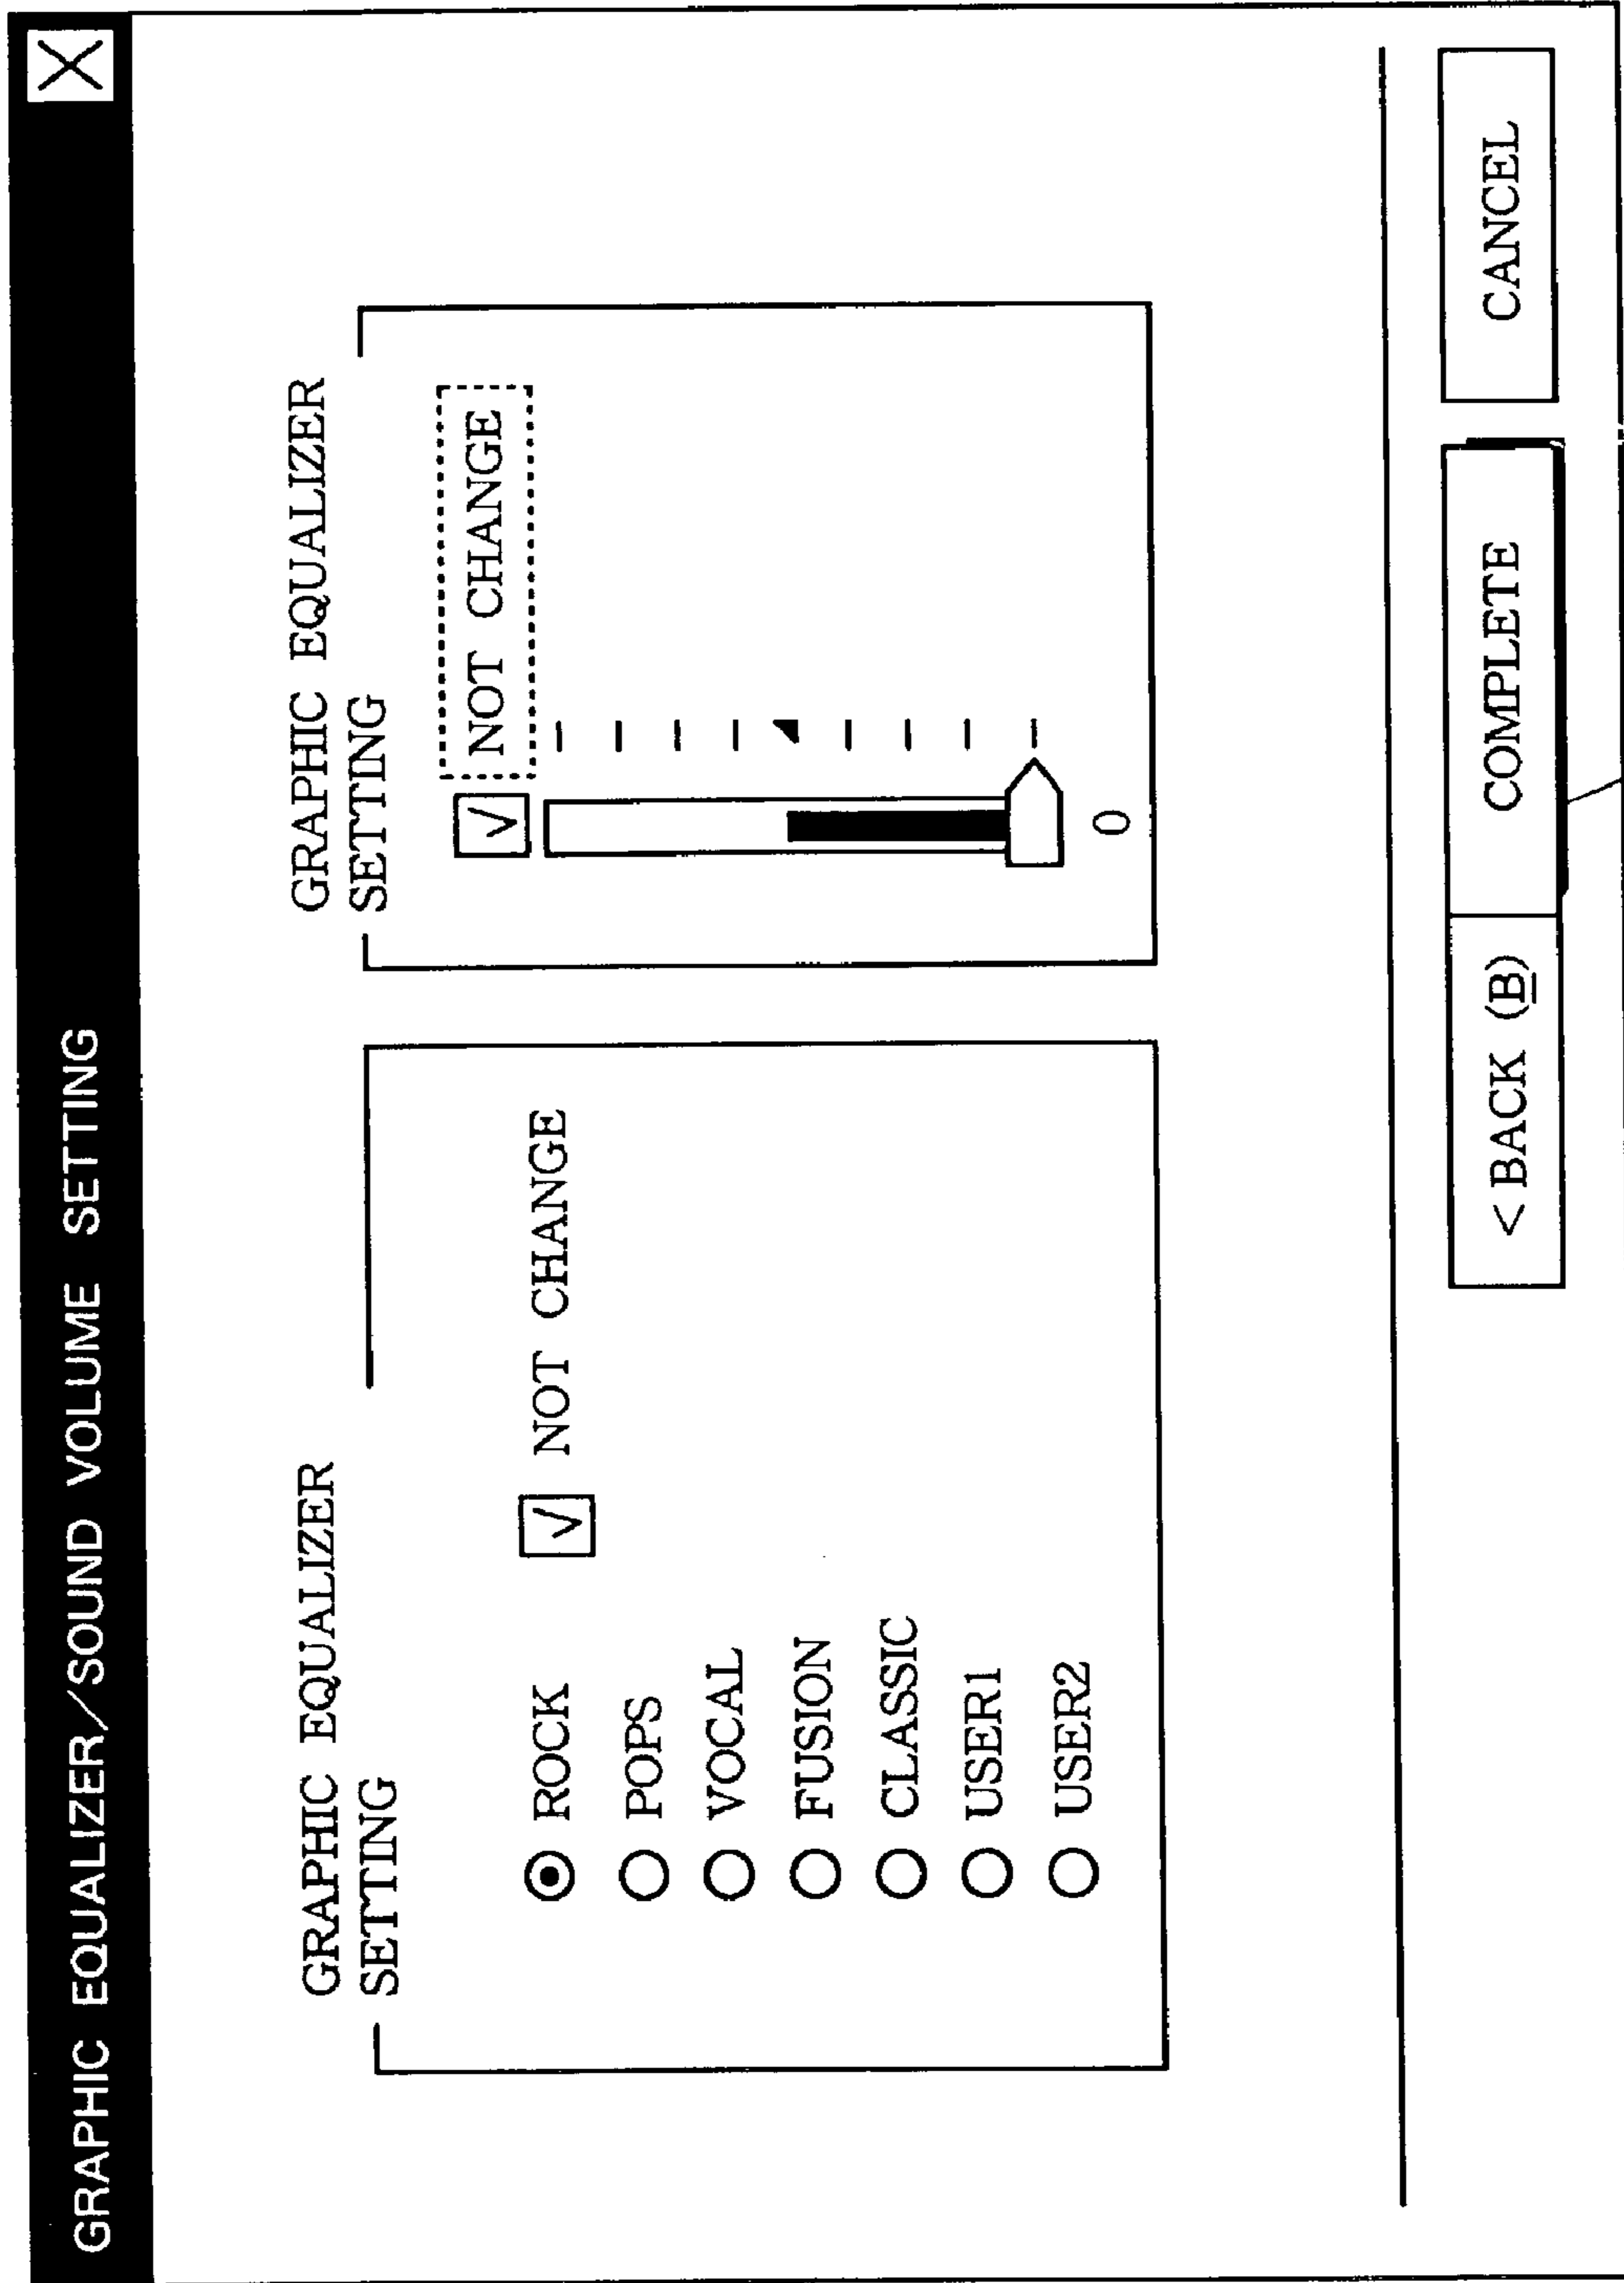 GRAPHIC EQUALIZER/SOUND VOLUME SETTING
X
GRAPHIC EQUALIZER
SETTING
ROCK
NOT CHANGE
POPS
VOCAL
FUSION
CLASSIC
USER1
USER2
GRAPHIC EQUALIZER
SETTING
NOT CHANGE
0
< BACK (B)
COMPLETE
CANCEL